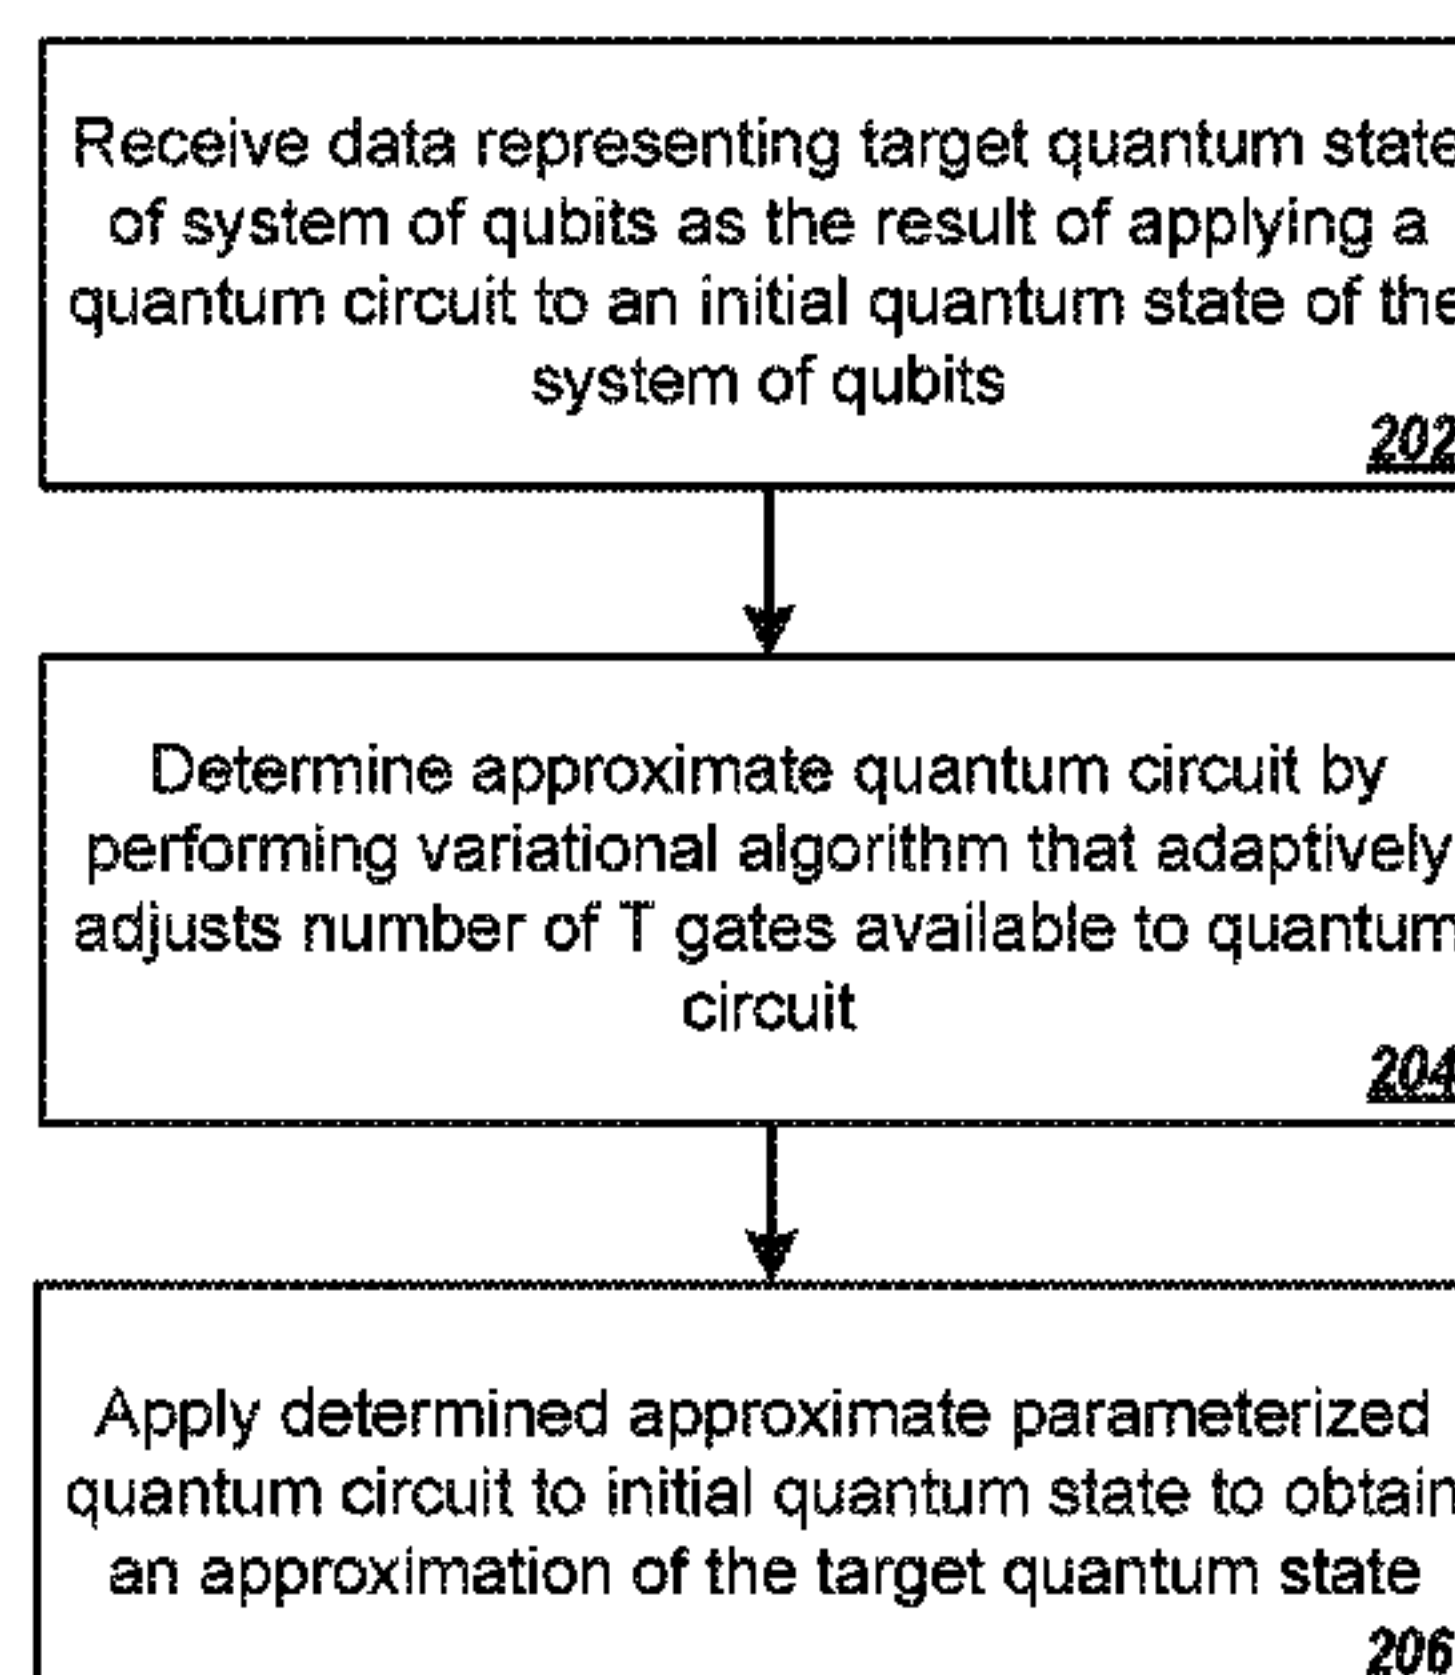 Receive data representing target quantum state
of system of qubits as the result of applying a
quantum circuit to an initial quantum state of the
system of qubits
202
Determine approximate quantum circuit by
performing variational algorithm that adaptively
adjusts number of T gates available to quantum
circuit
204
Apply determined approximate parameterized
quantum circuit to initial quantum state to obtain
an approximation of the target quantum state
206